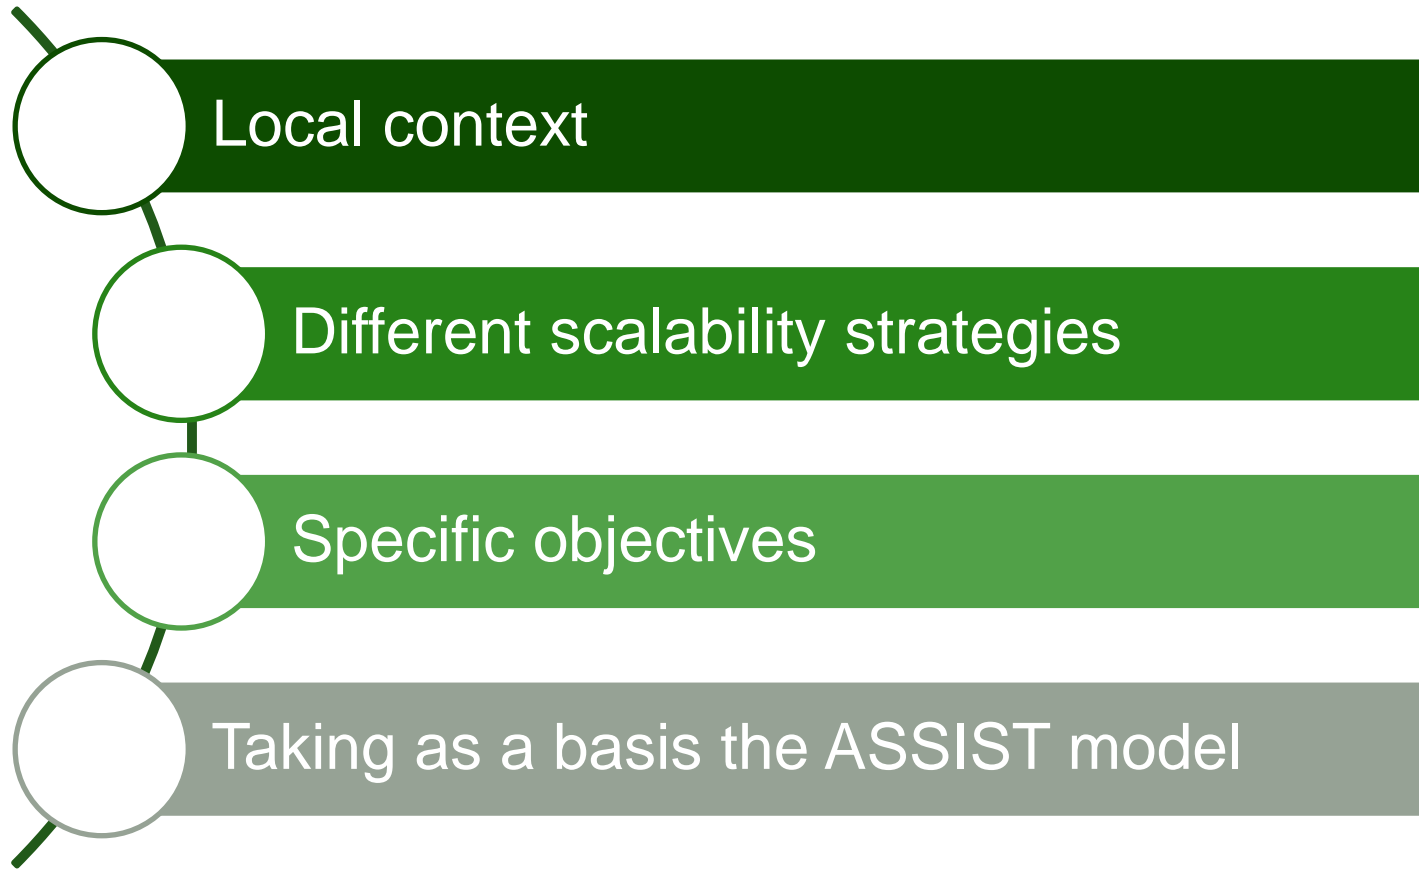 Local context
Different scalability strategies
Specific objectives
Taking as a basis the ASSIST model